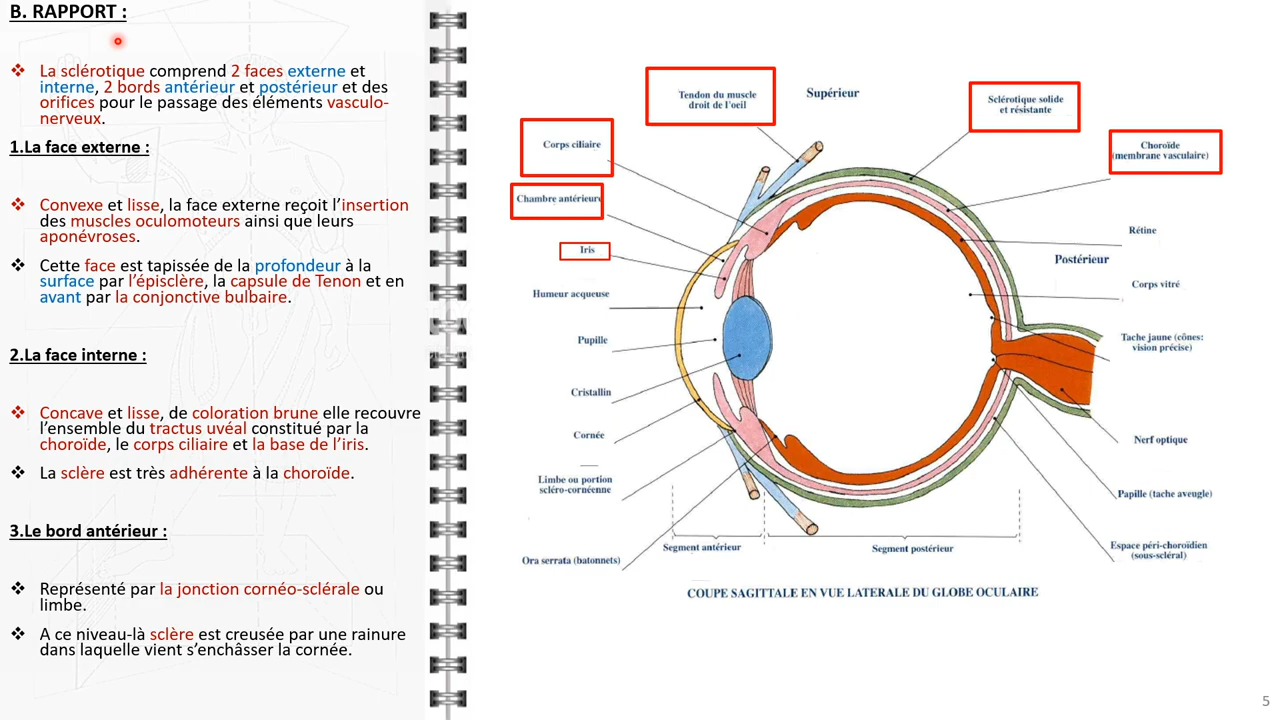 B. RAPPORT :
❖ La sclérotique comprend 2 faces externe et
interne, 2 bords antérieur et postérieur et des
orifices pour le passage des éléments vasculo-
nerveux.
1.La face externe :
❖ Convexe et lisse, la face externe reçoit l’insertion
des muscles oculomoteurs ainsi que leurs
aponévroses.
❖ Cette face est tapissée de la profondeur à la
surface par l’épisclère, la capsule de Tenon et en
avant par la conjonctive bulbaire.
2.La face interne :
❖ Concave et lisse, de coloration brune elle recouvre
l’ensemble du tractus uvéal constitué par la
choroïde, le corps ciliaire et la base de l’iris.
❖ La sclère est très adhérente à la choroïde.
3.Le bord antérieur :
❖ Représenté par la jonction cornéo-sclérale ou
limbe.
❖ A ce niveau-là sclère est creusée par une rainure
dans laquelle vient s’enchâsser la cornée.
Tendon du muscle
droit de l'oeil
Supérieur
Sclérotique solide
et résistante
Corps ciliaire
Choroïde
(membrane vasculaire)
Chambre antérieure
Rétine
Iris
Postérieur
Corps vitré
Humeur acqueuse
Pupille
Tache jaune (cônes:
vision précise)
Cristallin
Cornée
Nerf optique
Limbe ou portion
scléro-cornéenne
Papille (tache aveugle)
Segment antérieur
Segment postérieur
Espace péri-choroïdien
(sous-scléral)
Ora serrata (batonnets)
COUPE SAGITTALE EN VUE LATERALE DU GLOBE OCULAIRE
5